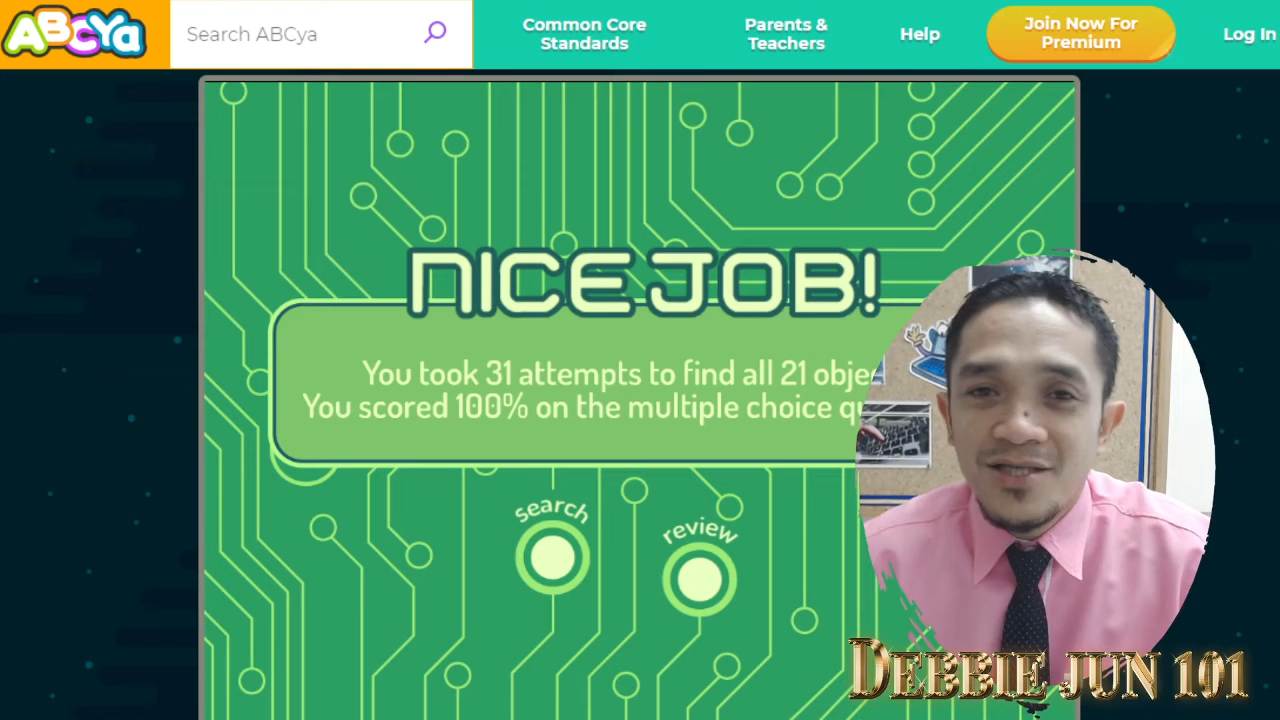 ABCYa
Search ABCya
Common Core
Standards
Parents &
Teachers
Help
Join Now For
Premium
Log In
NICE JOB!
You took 31 attempts to find all 21
You scored 100% on the multiple choice
search
review
DEBBIE JUN 101